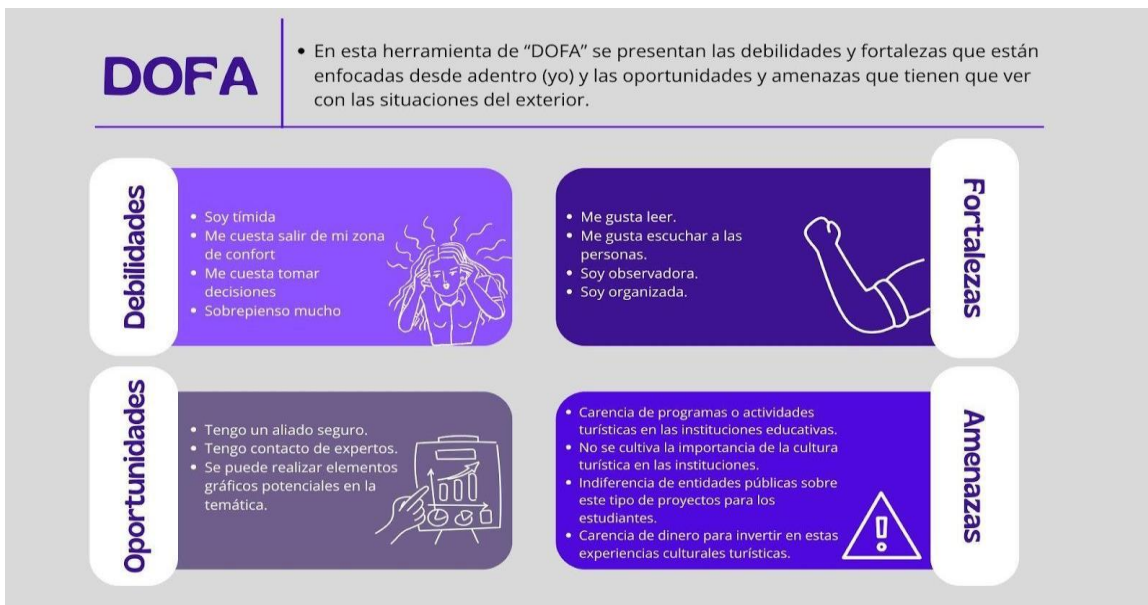 DOFA
• En esta herramienta de “DOFA” se presentan las debilidades y fortalezas que están
enfocadas desde adentro (yo) y las oportunidades y amenazas que tienen que ver
con las situaciones del exterior.
Debilidades
• Soy tímida
• Me cuesta salir de mi zona
de confort
• Me cuesta tomar
decisiones
• Sobrepienso mucho
Fortalezas
• Me gusta leer.
• Me gusta escuchar a las
personas.
• Soy observadora.
• Soy organizada.
Oportunidades
• Tengo un aliado seguro.
• Tengo contacto de expertos.
• Se puede realizar elementos
gráficos potenciales en la
temática.
Amenazas
• Carencia de programas o actividades
turísticas en las instituciones educativas.
• No se cultiva la importancia de la cultura
turística en las instituciones.
• Indiferencia de entidades públicas sobre
este tipo de proyectos para los
estudiantes.
• Carencia de dinero para invertir en estas
experiencias culturales turísticas.